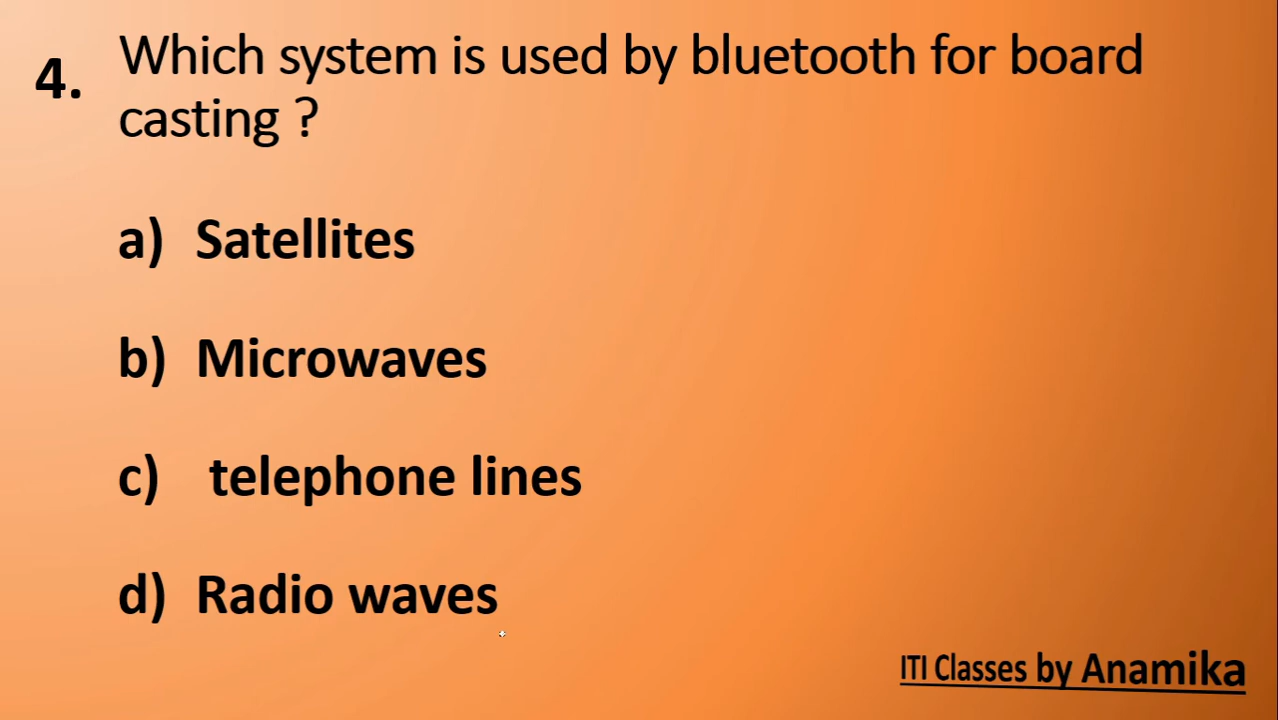 4. Which system is used by bluetooth for board
casting ?
a) Satellites
b) Microwaves
c) telephone lines
d) Radio waves
ITI Classes by Anamika